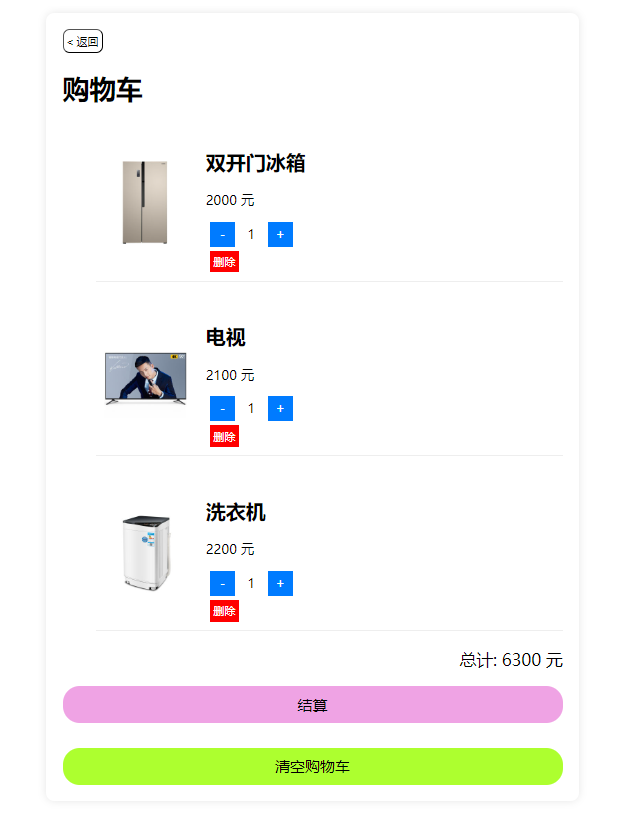 < 返回
购物车
双开门冰箱
2000 元
- 1 +
删除
电视
2100 元
- 1 +
删除
洗衣机
2200 元
- 1 +
删除
总计: 6300 元
结算
清空购物车